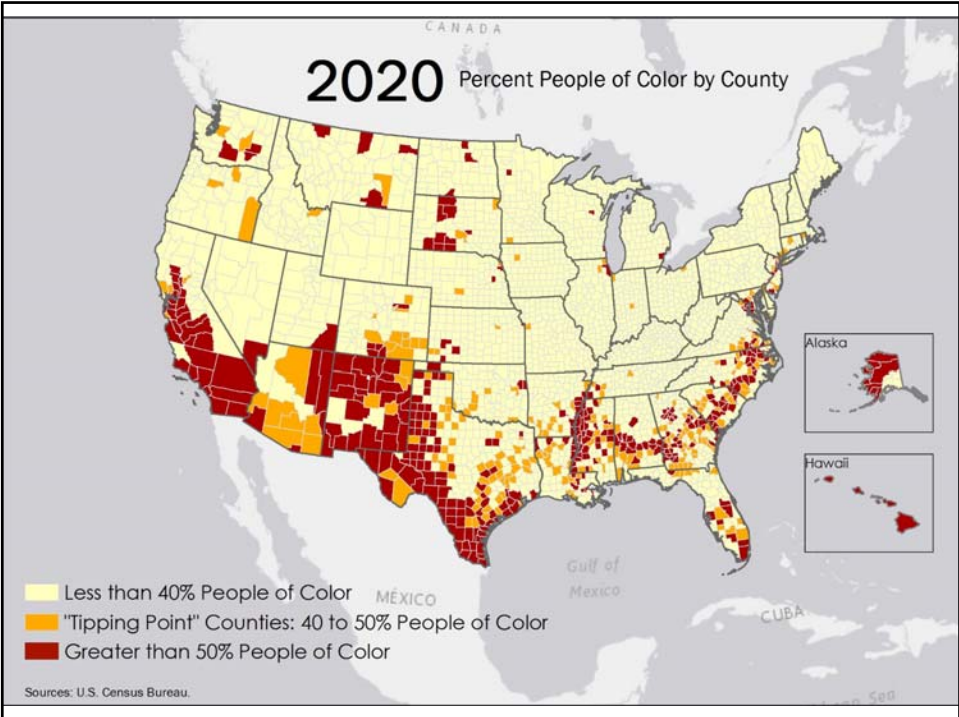 CANADA
2020 Percent People of Color by County
Alaska
Hawaii
Gulf of
Mexico
MÉXICO
CUBA
Less than 40% People of Color
"Tipping Point" Counties: 40 to 50% People of Color
Greater than 50% People of Color
Sources: U.S. Census Bureau.
Sea